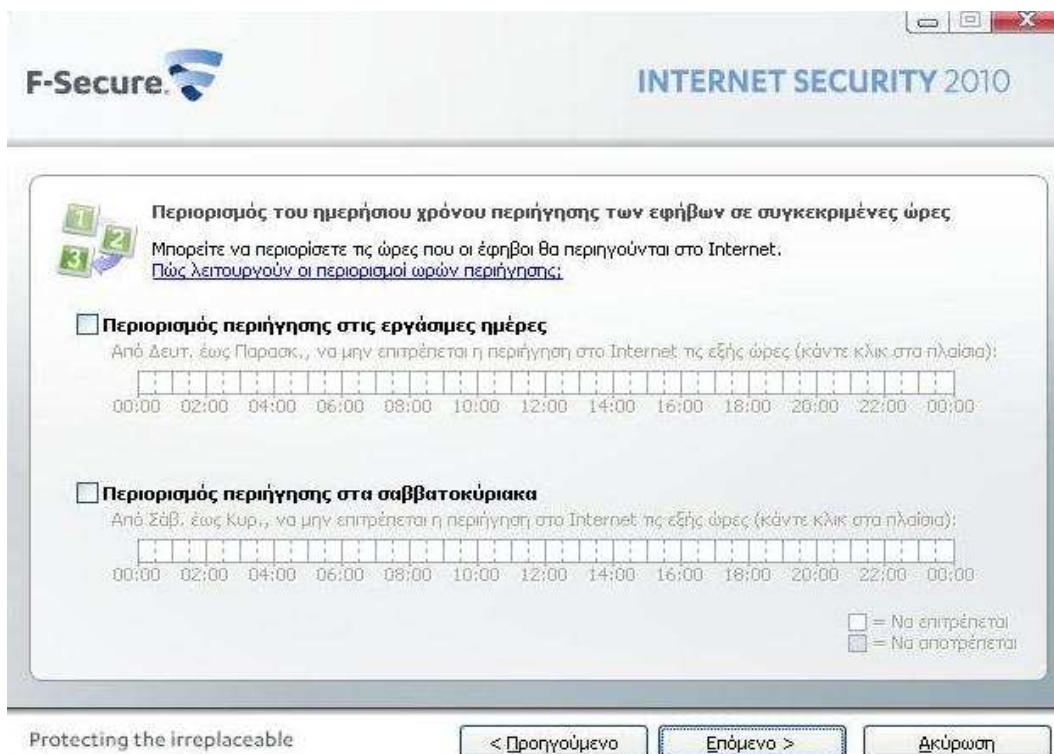 F-Secure.
INTERNET SECURITY 2010
Περιορισμός του ημερήσιου χρόνου περιήγησης των εφήβων σε συγκεκριμένες ώρες
Μπορείτε να περιορίσετε τις ώρες που οι έφηβοι θα περιηγούνται στο Internet.
Πώς λειτουργούν οι περιορισμοί ωρών περιήγησης;
Περιορισμός περιήγησης στις εργάσιμες ημέρες
Από Δευτ. έως Παρασκ., να μην επιτρέπεται η περιήγηση στο Internet τις εξής ώρες (κάντε κλικ στα πλαίσια):
00:00 02:00 04:00 06:00 08:00 10:00 12:00 14:00 16:00 18:00 20:00 22:00 00:00
Περιορισμός περιήγησης στα σαββατοκύριακα
Από Σάβ. έως Κυρ., να μην επιτρέπεται η περιήγηση στο Internet τις εξής ώρες (κάντε κλικ στα πλαίσια):
00:00 02:00 04:00 06:00 08:00 10:00 12:00 14:00 16:00 18:00 20:00 22:00 00:00
= Να επιτρέπεται
= Να αποτρέπεται
Protecting the irreplaceable
< Προηγούμενο
Επόμενο >
Ακύρωση
1
2
3